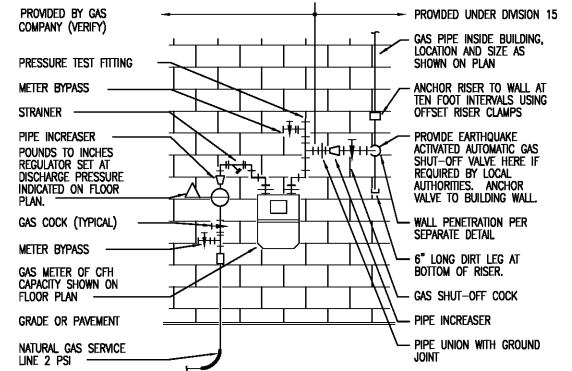 PROVIDED BY GAS
COMPANY (VERIFY)
PRESSURE TEST FITTING
METER BYPASS
STRAINER
PIPE INCREASER
POUNDS TO INCHES
REGULATOR SET AT
DISCHARGE PRESSURE
INDICATED ON FLOOR
PLAN.
GAS COCK (TYPICAL)
METER BYPASS
GAS METER OF CFH
CAPACITY SHOWN ON
FLOOR PLAN
GRADE OR PAVEMENT
NATURAL GAS SERVICE
LINE 2 PSI
PROVIDED UNDER DIVISION 15
GAS PIPE INSIDE BUILDING,
LOCATION AND SIZE AS
SHOWN ON PLAN
ANCHOR RISER TO WALL AT
TEN FOOT INTERVALS USING
OFFSET RISER CLAMPS
PROVIDE EARTHQUAKE
ACTIVATED AUTOMATIC GAS
SHUT-OFF VALVE HERE IF
REQUIRED BY LOCAL
AUTHORITIES. ANCHOR
VALVE TO BUILDING WALL.
WALL PENETRATION PER
SEPARATE DETAIL
6" LONG DIRT LEG AT
BOTTOM OF RISER.
GAS SHUT-OFF COCK
PIPE INCREASER
PIPE UNION WITH GROUND
JOINT